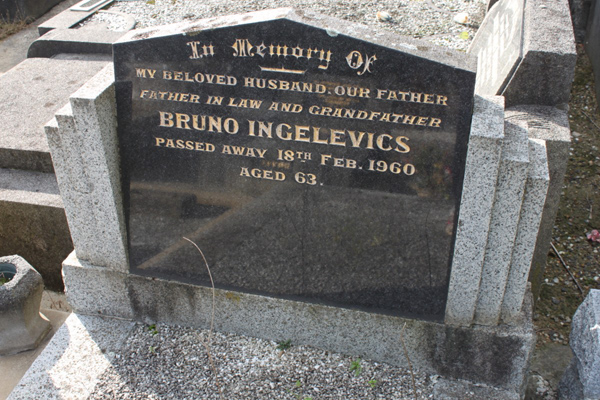 In Memory Of
MY BELOVED HUSBAND. OUR FATHER
FATHER IN LAW AND GRANDFATHER
BRUNO INGELEVICS
PASSED AWAY 18TH FEB. 1960
AGED 63.